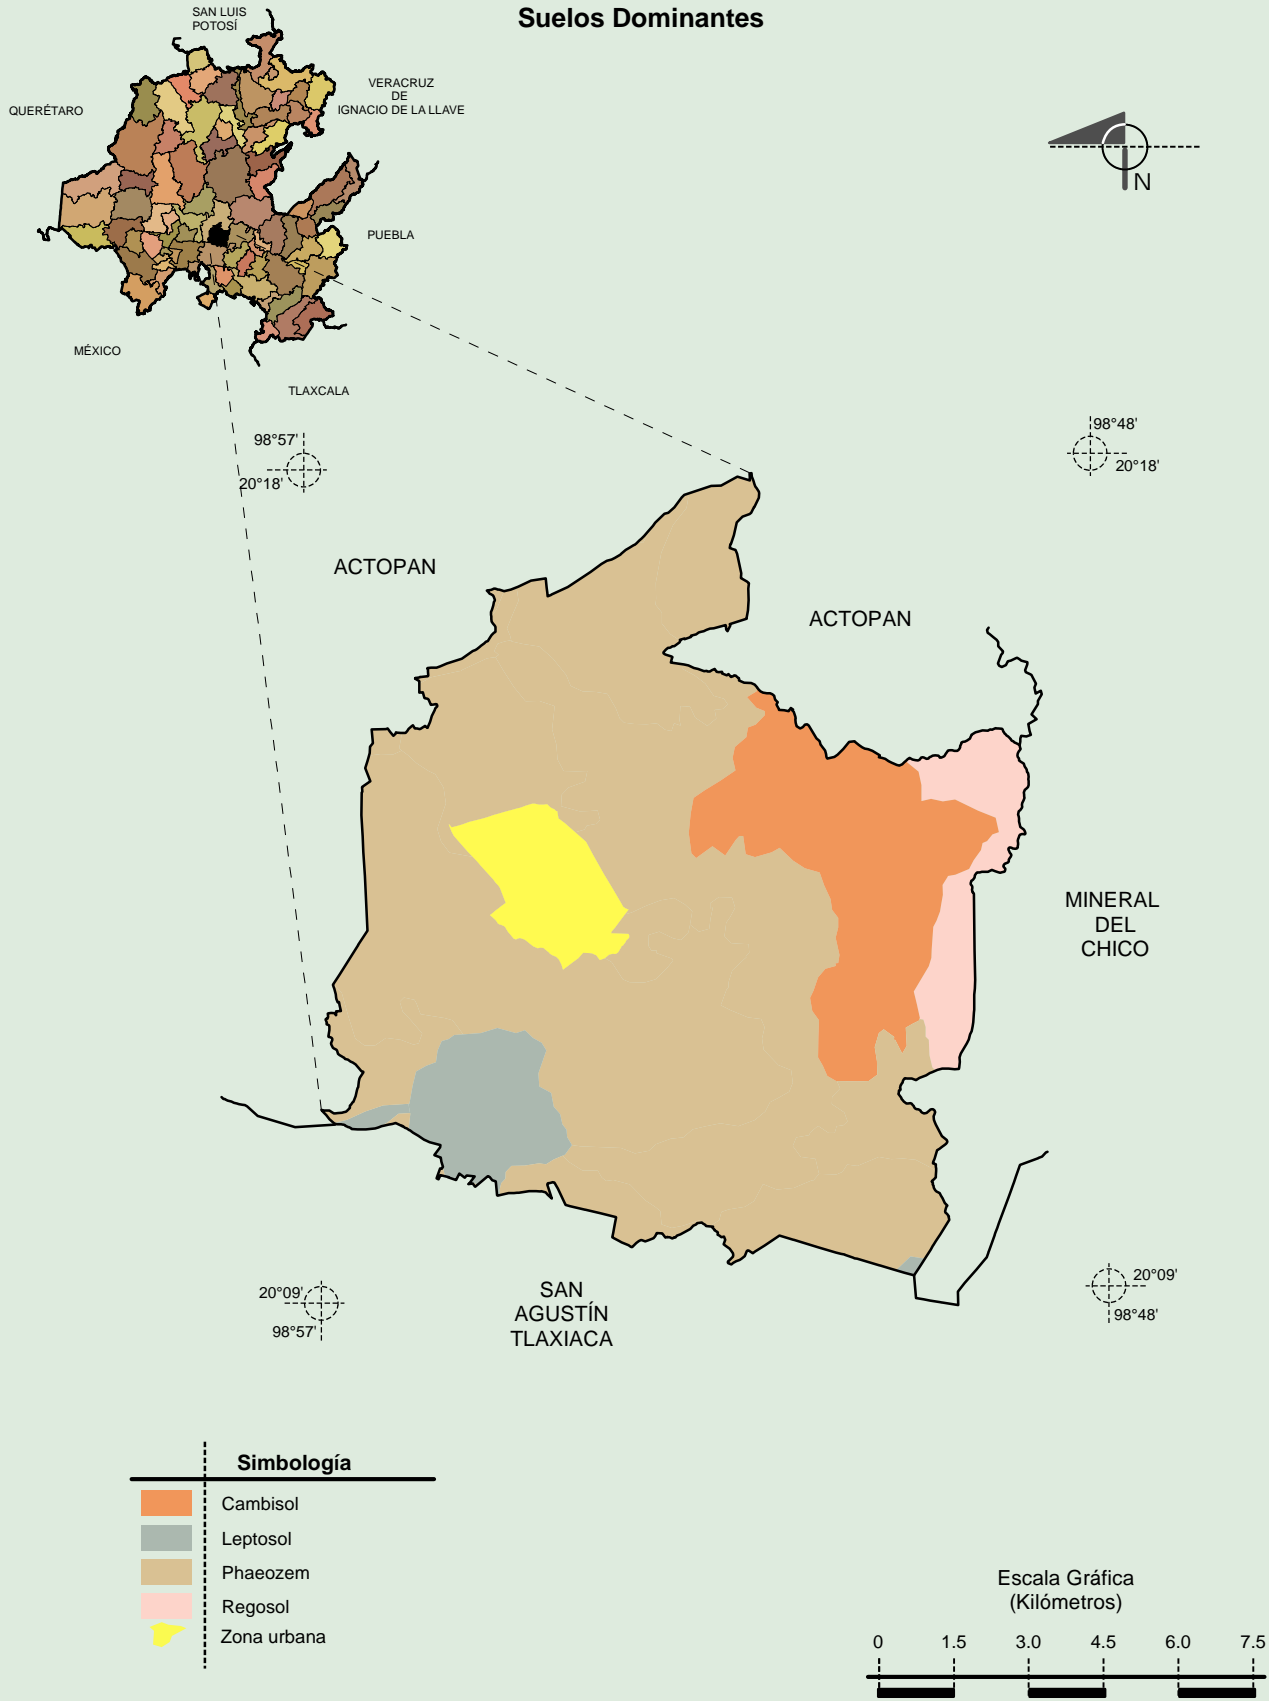 Suelos Dominantes
SAN LUIS
POTOSÍ
VERACRUZ
DE
IGNACIO DE LA LLAVE
QUERÉTARO
PUEBLA
MÉXICO
TLAXCALA
N
98°57'
20°18'
98°48'
20°18'
ACTOPAN
ACTOPAN
MINERAL
DEL
CHICO
20°09'
98°57'
SAN
AGUSTÍN
TLAXIACA
20°09'
98°48'
Simbología
Cambisol
Leptosol
Phaeozem
Regosol
Zona urbana
Escala Gráfica
(Kilómetros)
0 1.5 3.0 4.5 6.0 7.5